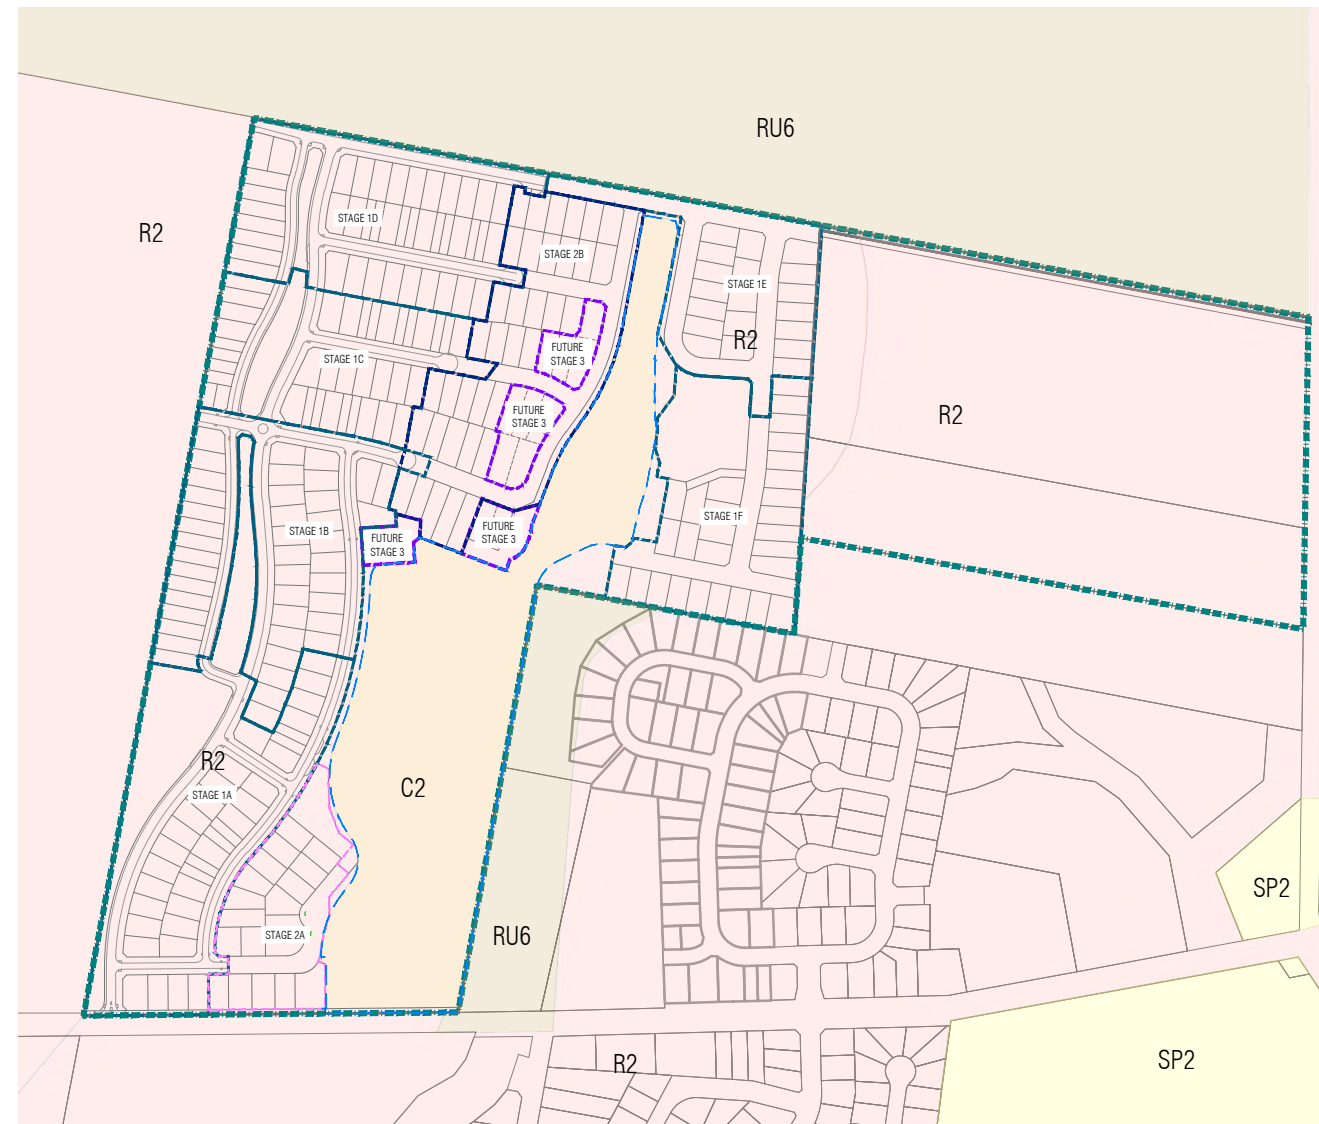 RU6
R2
STAGE 1D
STAGE 2B
STAGE 1E
R2
FUTURE
STAGE 3
STAGE 1C
FUTURE
STAGE 3
R2
STAGE 1B
FUTURE
STAGE 3
FUTURE
STAGE 3
STAGE 1F
R2
STAGE 1A
C2
STAGE 2A
RU6
SP2
R2
SP2